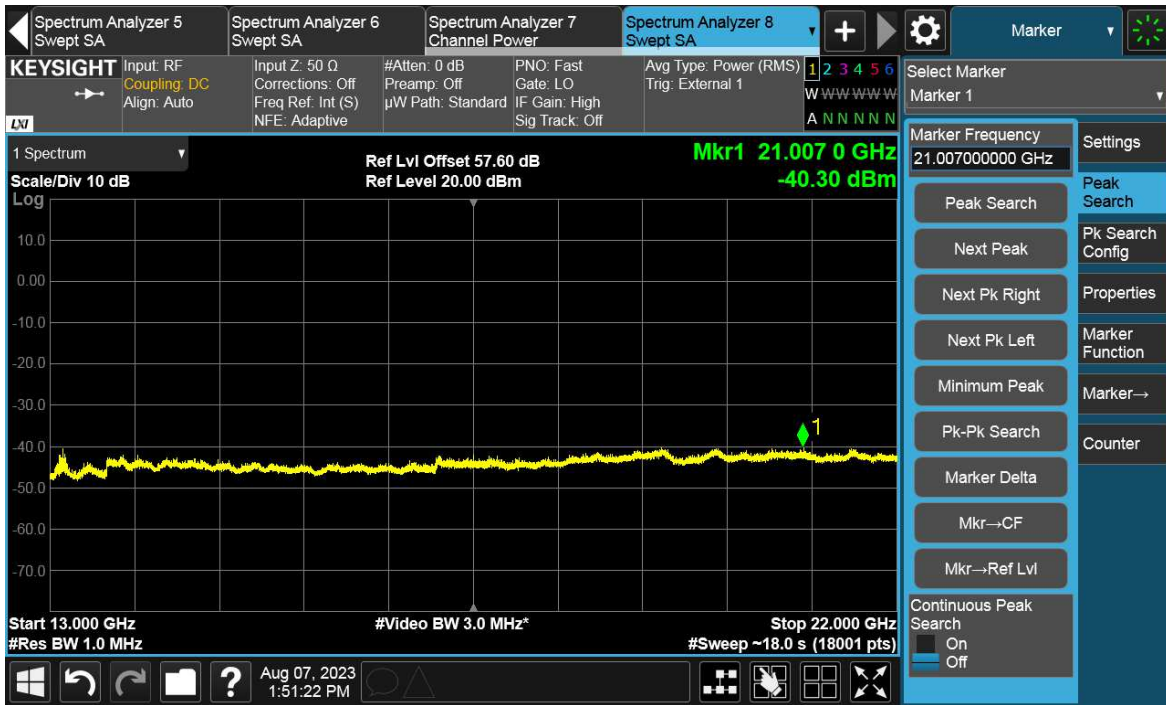 Spectrum Analyzer 5
Swept SA
Spectrum Analyzer 6
Swept SA
Spectrum Analyzer 7
Channel Power
Spectrum Analyzer 8
Swept SA
+
Marker
KEYSIGHT
LXI
Input: RF
Coupling: DC
Align: Auto
Input Z: 50 Ω
Corrections: Off
Freq Ref: Int (S)
NFE: Adaptive
#Atten: 0 dB
Preamp: Off
µW Path: Standard
PNO: Fast
Gate: LO
IF Gain: High
Sig Track: Off
Avg Type: Power (RMS)
Trig: External 1
1 2 3 4 5 6
W W W W W W
A N N N N N
1 Spectrum
Scale/Div 10 dB
Log
Ref Lvl Offset 57.60 dB
Ref Level 20.00 dBm
Mkr1 21.007 0 GHz
-40.30 dBm
10.0
0.00
-10.0
-20.0
-30.0
-40.0
-50.0
-60.0
-70.0
1
Start 13.000 GHz
#Res BW 1.0 MHz
#Video BW 3.0 MHz*
Stop 22.000 GHz
#Sweep ~18.0 s (18001 pts)
Select Marker
Marker 1
Marker Frequency
21.007000000 GHz
Peak Search
Next Peak
Next Pk Right
Next Pk Left
Minimum Peak
Pk-Pk Search
Marker Delta
Mkr→CF
Mkr→Ref Lvl
Continuous Peak
Search
On
Off
Settings
Peak
Search
Pk Search
Config
Properties
Marker
Function
Marker→
Counter
?
Aug 07, 2023
1:51:22 PM